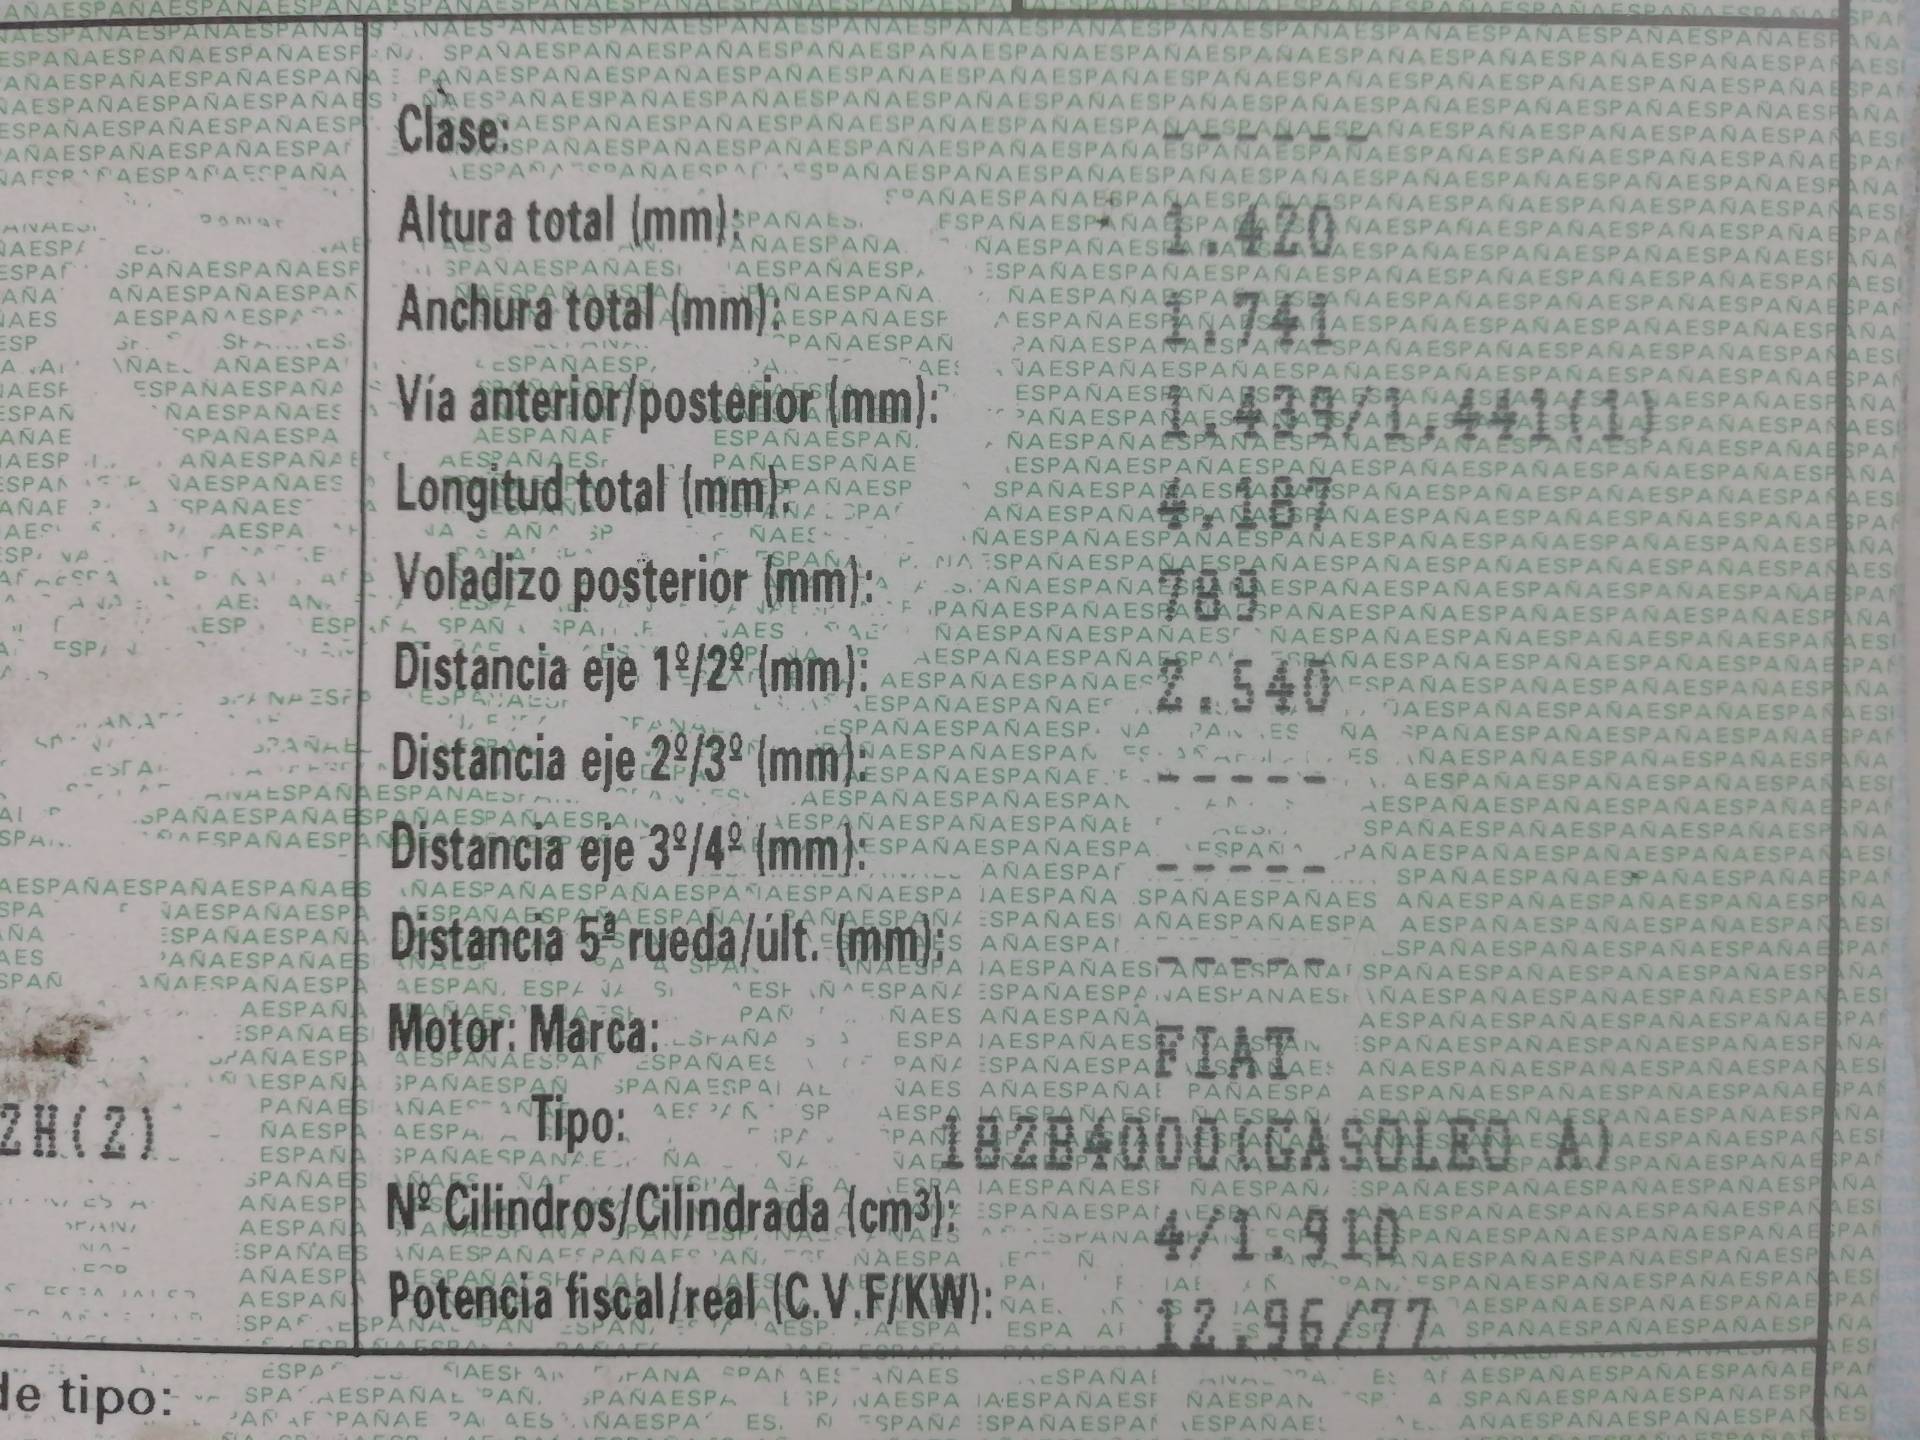 Clase: ------
Altura total (mm): 1.420
Anchura total (mm): 1.741
Vía anterior/posterior (mm): 1.439/1.441(1)
Longitud total (mm): 4.187
Voladizo posterior (mm): 789
Distancia eje 1º/2º (mm): 2.540
Distancia eje 2º/3º (mm): -----
Distancia eje 3º/4º (mm): -----
Distancia 5ª rueda/últ. (mm): -----
Motor: Marca: FIAT
2H(2) Tipo: 182B4000(GASOLEO A)
Nº Cilindros/Cilindrada (cm³): 4/1.910
Potencia fiscal/real (C.V.F/KW): 12.96/77
de tipo: